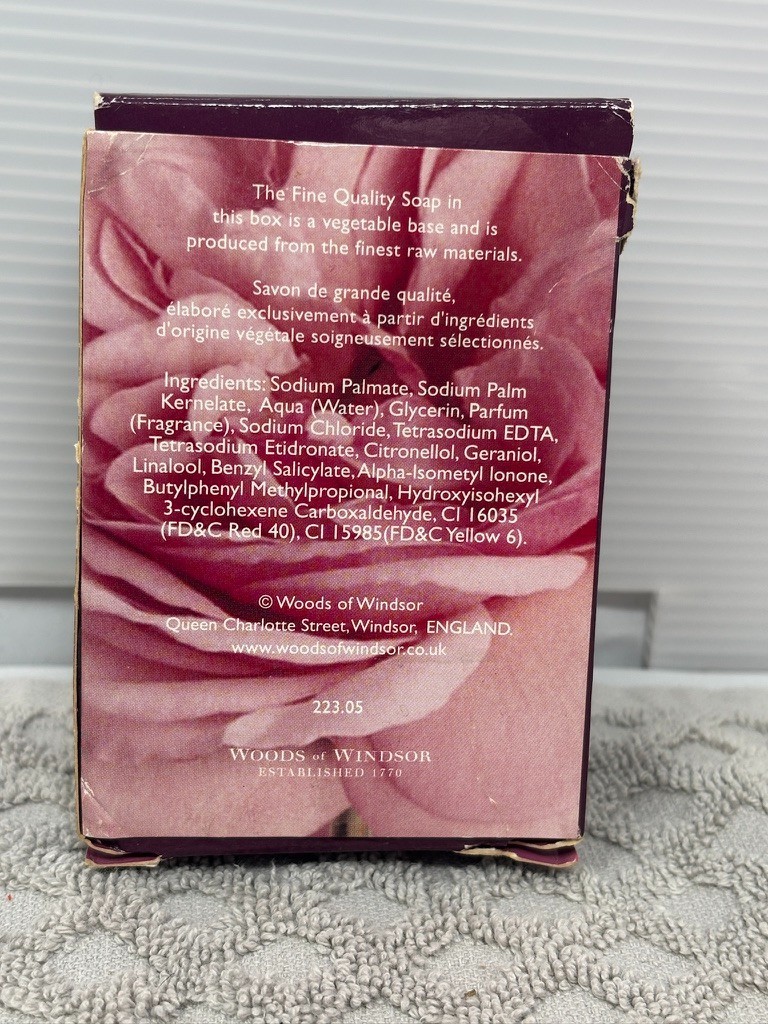 The Fine Quality Soap in
this box is a vegetable base and is
produced from the finest raw materials.
Savon de grande qualité,
élaboré exclusivement à partir d'ingrédients
d'origine végétale soigneusement sélectionnés.
Ingredients: Sodium Palmate, Sodium Palm
Kernelate, Aqua (Water), Glycerin, Parfum
(Fragrance), Sodium Chloride, Tetrasodium EDTA,
Tetrasodium Etidronate, Citronellol, Geraniol,
Linalool, Benzyl Salicylate, Alpha-Isometyl Ionone,
Butylphenyl Methylpropional, Hydroxyisohexyl
3-cyclohexene Carboxaldehyde, CI 16035
(FD&C Red 40), CI 15985(FD&C Yellow 6).
© Woods of Windsor
Queen Charlotte Street, Windsor, ENGLAND.
www.woodsofwindsor.co.uk
223.05
WOODS of WINDSOR
ESTABLISHED 1770